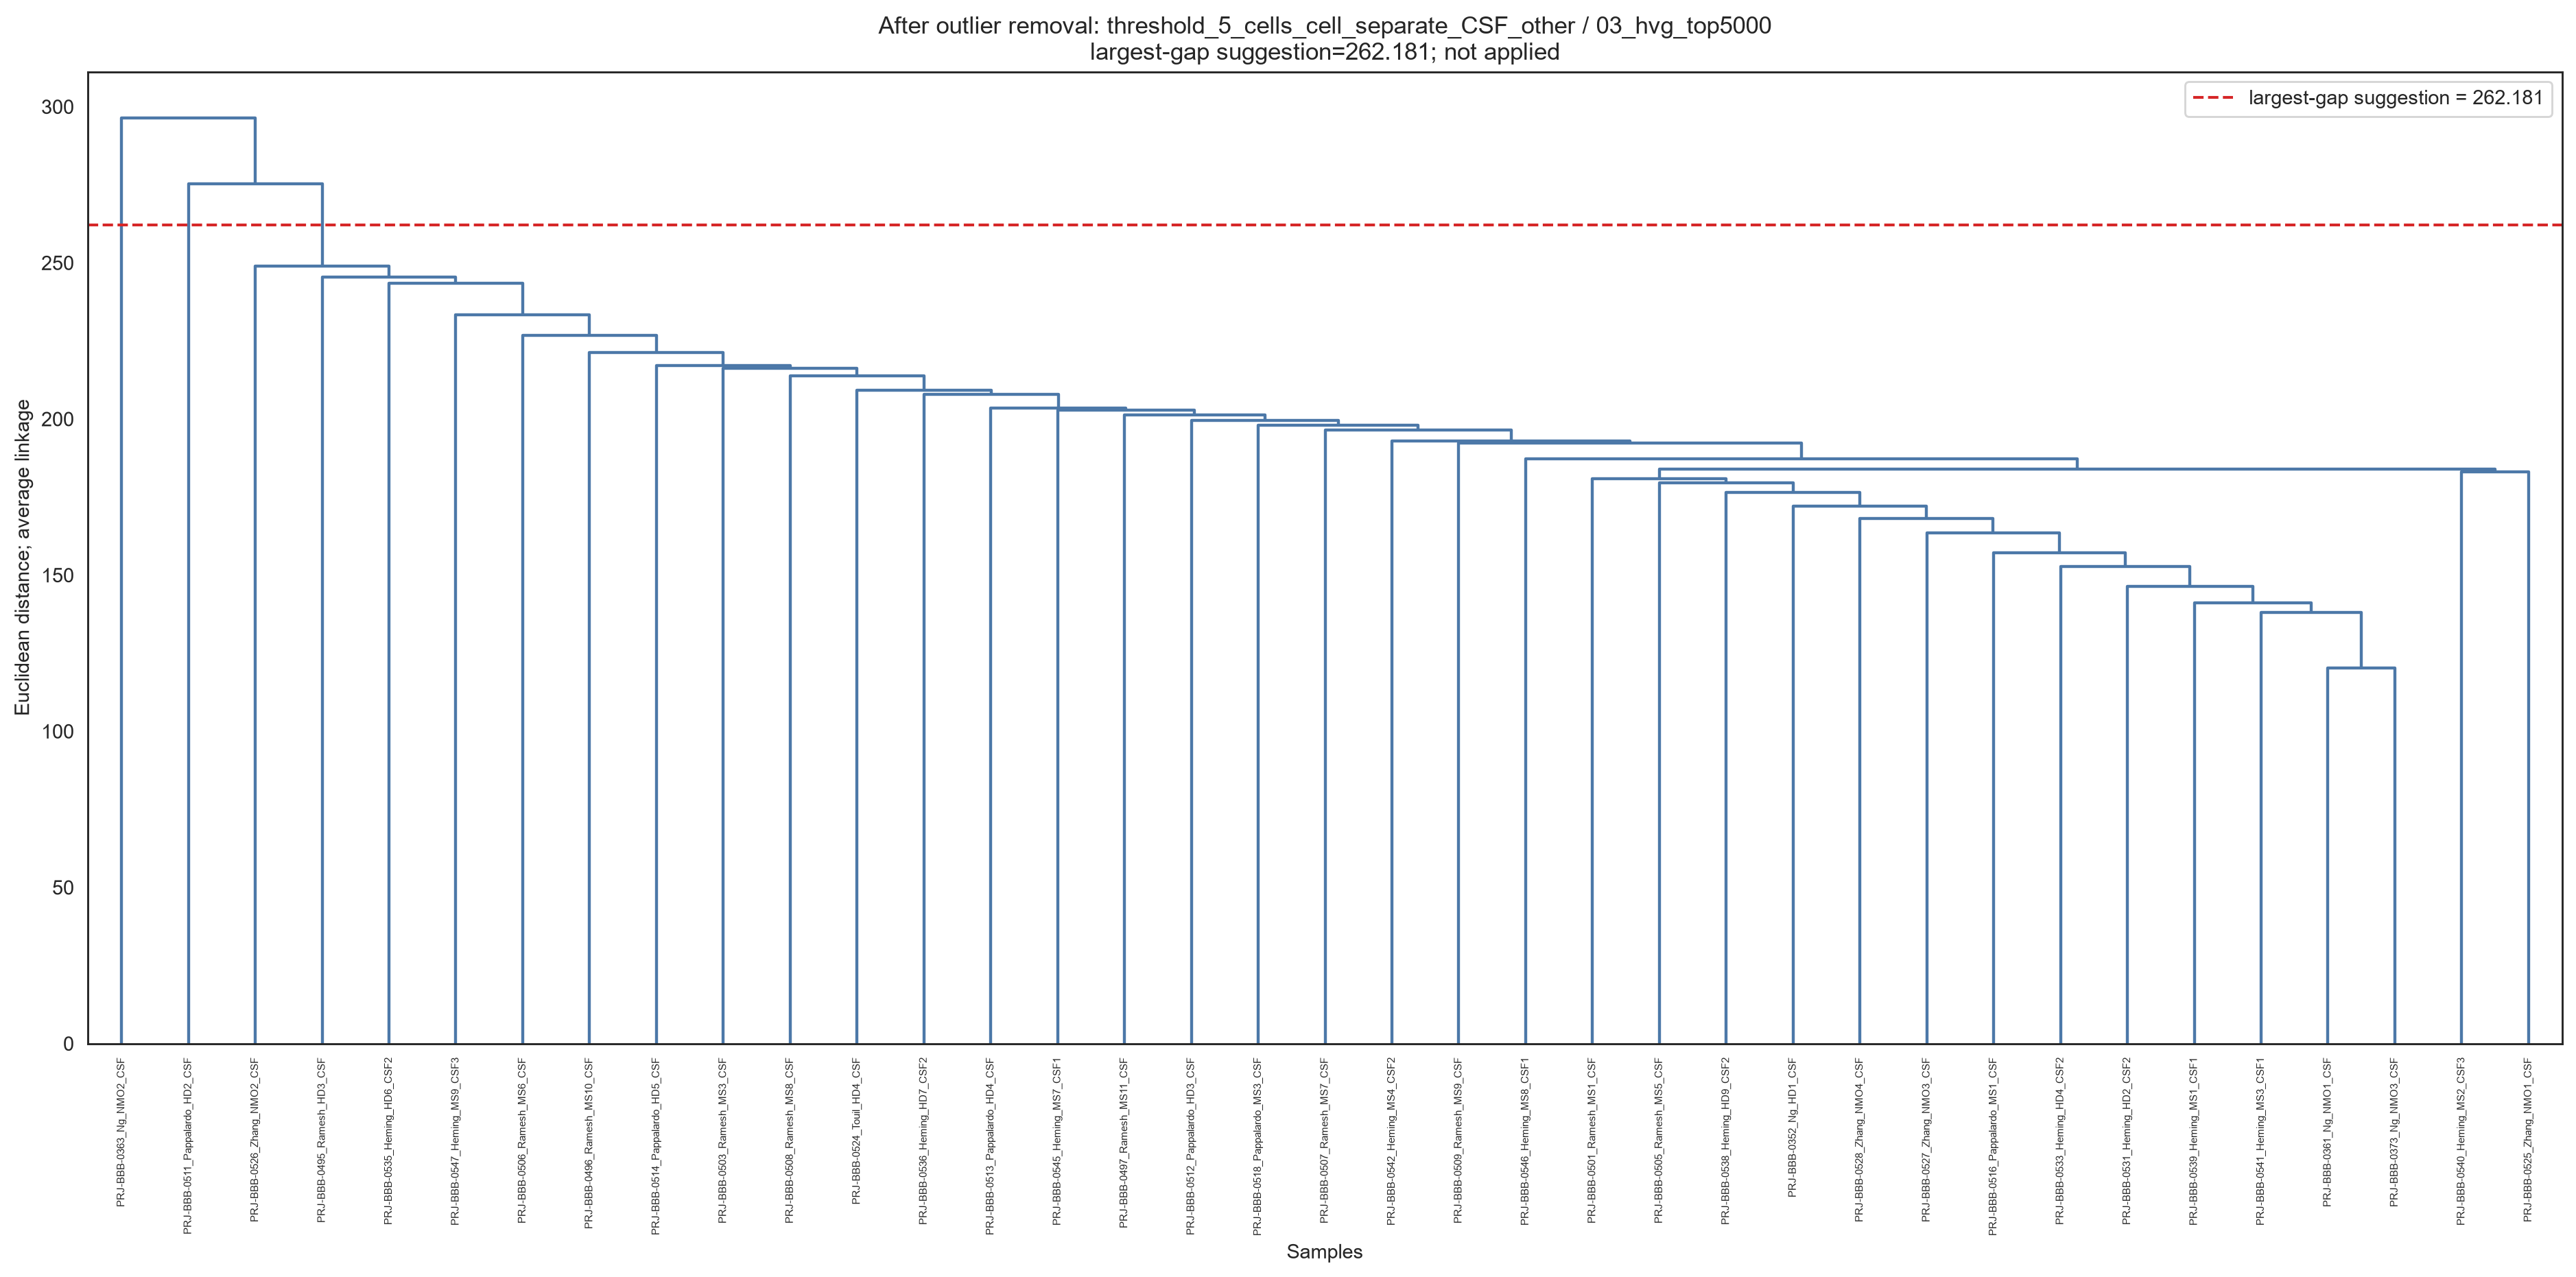 After outlier removal: threshold_5_cells_cell_separate_CSF_other / 03_hvg_top5000
largest-gap suggestion=262.181; not applied
largest-gap suggestion = 262.181
Euclidean distance; average linkage
300
250
200
150
100
50
0
PRJ-BBB-0363_Ng_NMO2_CSF
PRJ-BBB-0511_Pappalardo_HD2_CSF
PRJ-BBB-0526_Zhang_NMO2_CSF
PRJ-BBB-0495_Ramesh_HD3_CSF
PRJ-BBB-0535_Heming_HD6_CSF2
PRJ-BBB-0547_Heming_MS9_CSF3
PRJ-BBB-0506_Ramesh_MS6_CSF
PRJ-BBB-0496_Ramesh_MS10_CSF
PRJ-BBB-0514_Pappalardo_HD5_CSF
PRJ-BBB-0503_Ramesh_MS3_CSF
PRJ-BBB-0508_Ramesh_MS8_CSF
PRJ-BBB-0524_Touil_HD4_CSF
PRJ-BBB-0536_Heming_HD7_CSF2
PRJ-BBB-0513_Pappalardo_HD4_CSF
PRJ-BBB-0545_Heming_MS7_CSF1
PRJ-BBB-0497_Ramesh_MS11_CSF
PRJ-BBB-0512_Pappalardo_HD3_CSF
PRJ-BBB-0518_Pappalardo_MS3_CSF
PRJ-BBB-0507_Ramesh_MS7_CSF
PRJ-BBB-0542_Heming_MS4_CSF2
PRJ-BBB-0509_Ramesh_MS9_CSF
PRJ-BBB-0546_Heming_MS8_CSF1
PRJ-BBB-0501_Ramesh_MS1_CSF
PRJ-BBB-0505_Ramesh_MS5_CSF
PRJ-BBB-0538_Heming_HD9_CSF2
PRJ-BBB-0352_Ng_HD1_CSF
PRJ-BBB-0528_Zhang_NMO4_CSF
PRJ-BBB-0527_Zhang_NMO3_CSF
PRJ-BBB-0516_Pappalardo_MS1_CSF
PRJ-BBB-0533_Heming_HD4_CSF2
PRJ-BBB-0531_Heming_HD2_CSF2
PRJ-BBB-0539_Heming_MS1_CSF1
PRJ-BBB-0541_Heming_MS3_CSF1
PRJ-BBB-0361_Ng_NMO1_CSF
PRJ-BBB-0373_Ng_NMO3_CSF
PRJ-BBB-0540_Heming_MS2_CSF3
PRJ-BBB-0525_Zhang_NMO1_CSF
Samples